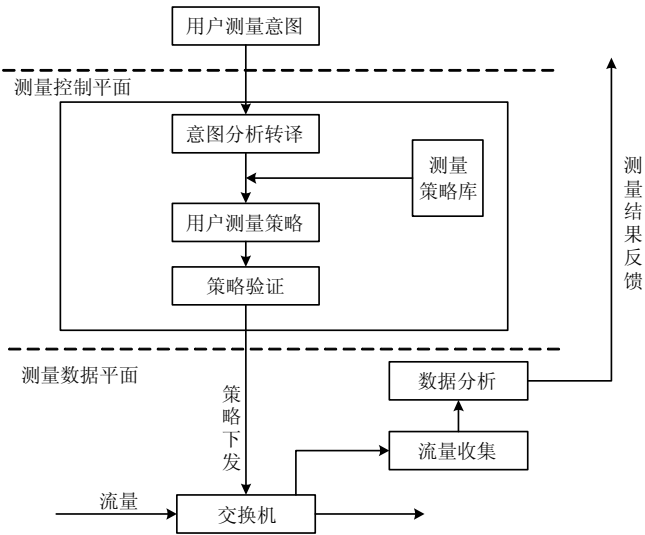 用户测量意图
测量控制平面
意图分析转译
测量
策略库
用户测量策略
策略验证
测量结果反馈
测量数据平面
策略下发
数据分析
流量收集
流量
交换机